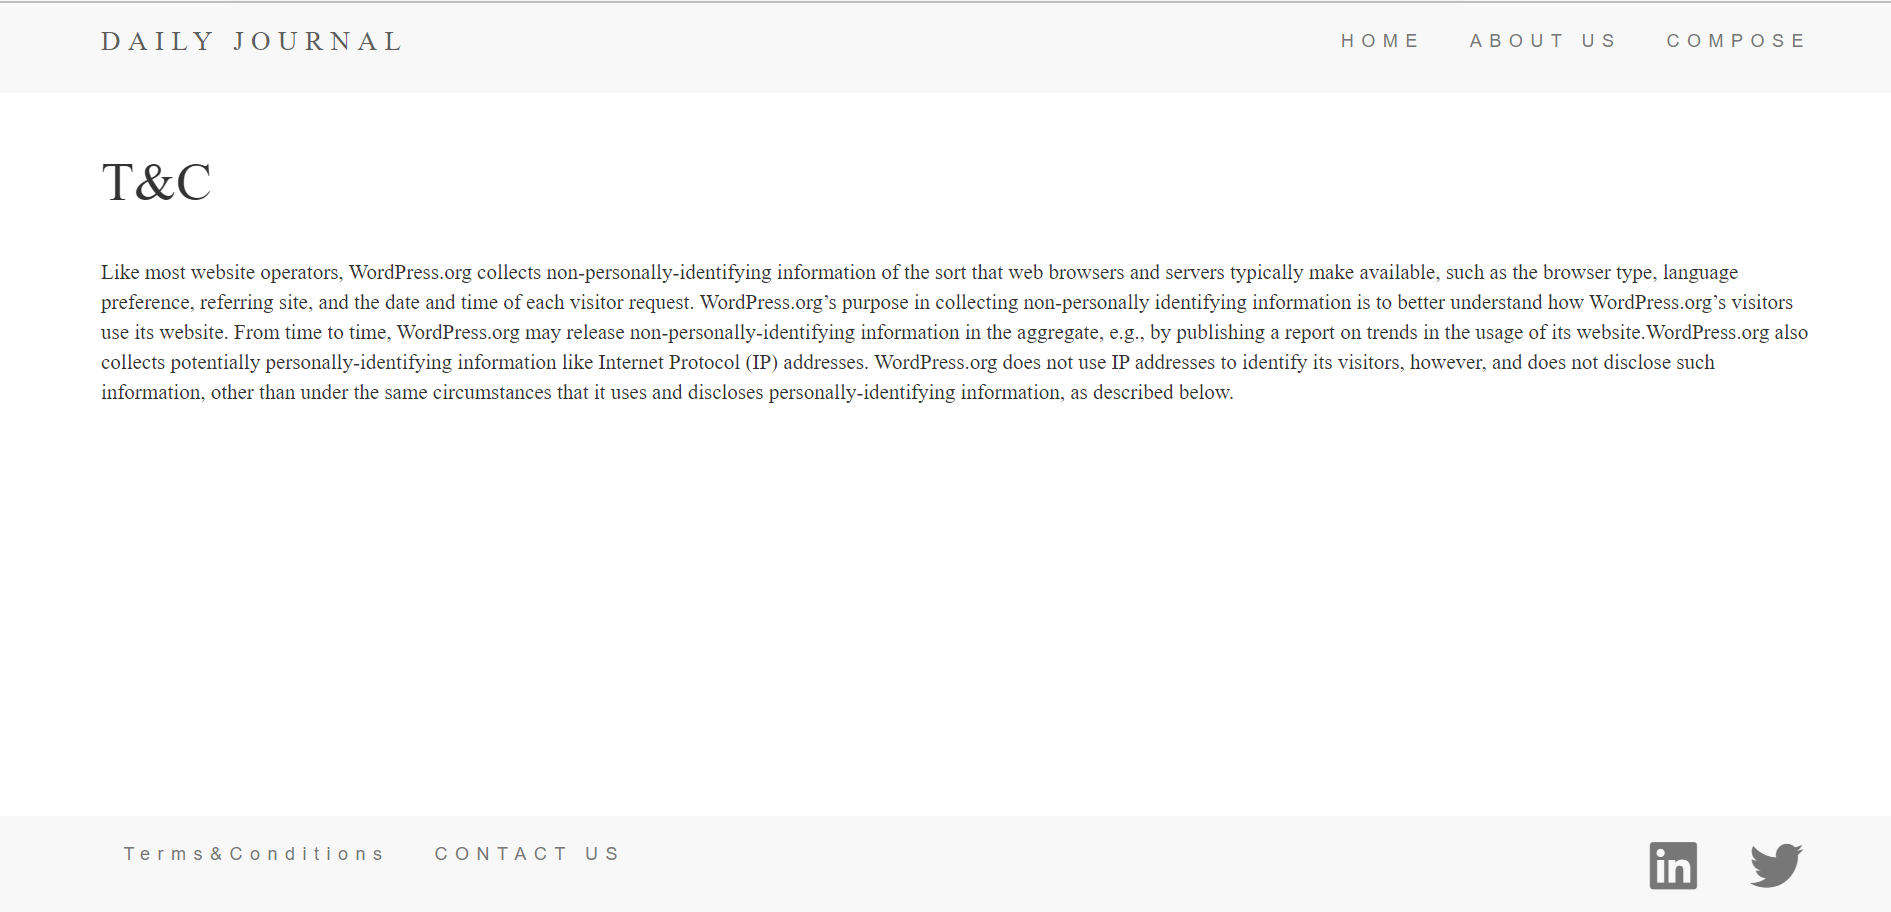 DAILY JOURNAL
HOME ABOUT US COMPOSE
T&C
Like most website operators, WordPress.org collects non-personally-identifying information of the sort that web browsers and servers typically make available, such as the browser type, language
preference, referring site, and the date and time of each visitor request. WordPress.org’s purpose in collecting non-personally identifying information is to better understand how WordPress.org’s visitors
use its website. From time to time, WordPress.org may release non-personally-identifying information in the aggregate, e.g., by publishing a report on trends in the usage of its website.WordPress.org also
collects potentially personally-identifying information like Internet Protocol (IP) addresses. WordPress.org does not use IP addresses to identify its visitors, however, and does not disclose such
information, other than under the same circumstances that it uses and discloses personally-identifying information, as described below.
Terms&Conditions CONTACT US
in